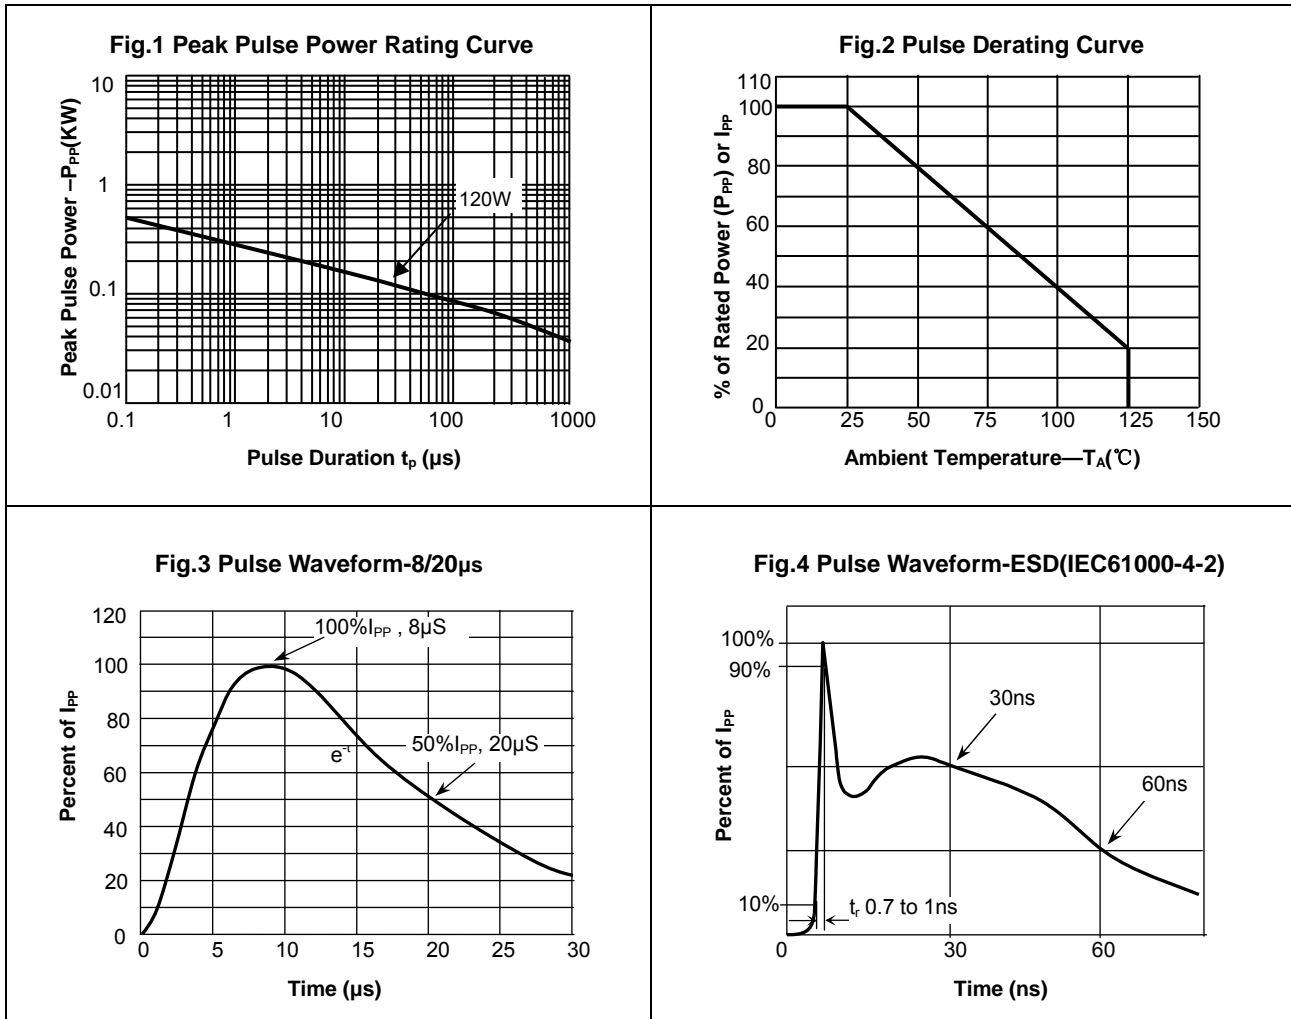 Fig.1 Peak Pulse Power Rating Curve
Peak Pulse Power –PPP(KW)
10
1
0.1
0.01
120W
0.1 1 10 100 1000
Pulse Duration tp (µs)
Fig.2 Pulse Derating Curve
% of Rated Power (PPP) or IPP
110
100
80
60
40
20
0
0 25 50 75 100 125 150
Ambient Temperature—TA(℃)
Fig.3 Pulse Waveform-8/20µs
Percent of IPP
120
100
80
60
40
20
0
100%IPP , 8µS
e-t
50%IPP, 20µS
0 5 10 15 20 25 30
Time (µs)
Fig.4 Pulse Waveform-ESD(IEC61000-4-2)
Percent of IPP
100%
90%
10%
30ns
60ns
tr 0.7 to 1ns
0 30 60
Time (ns)